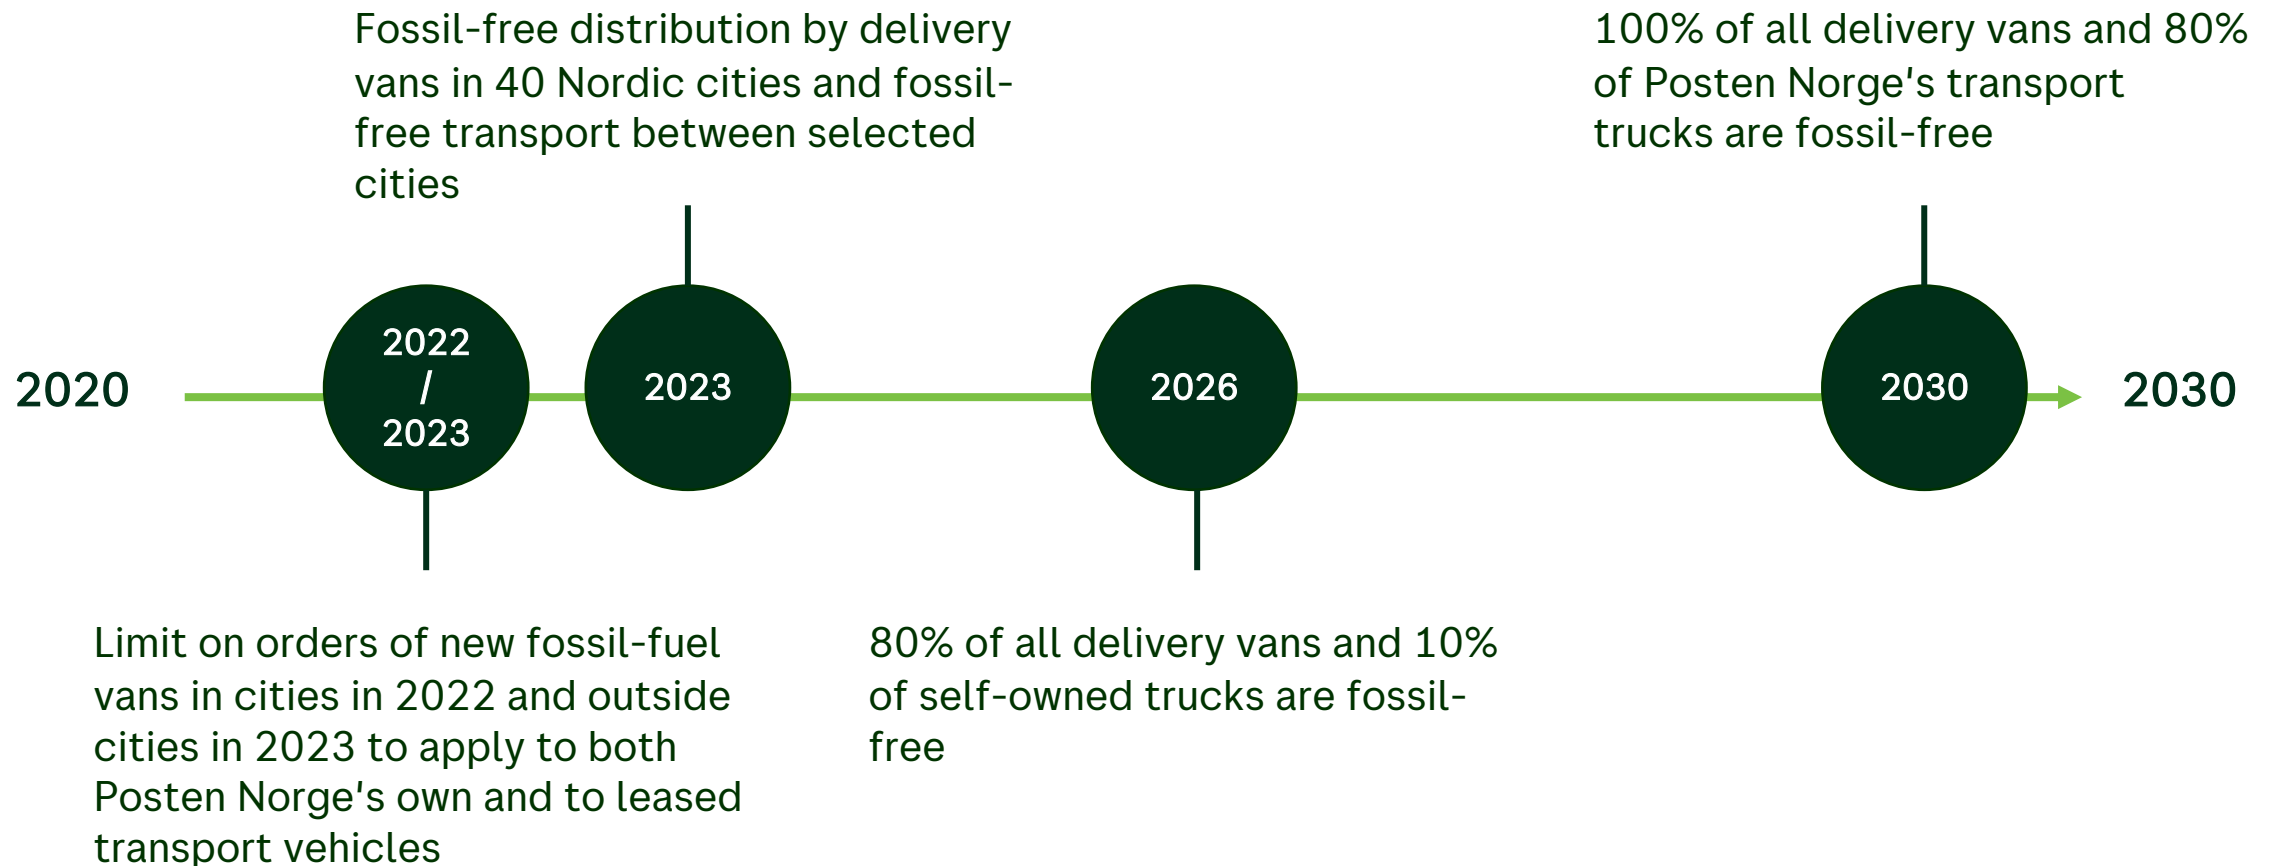 Fossil-free distribution by delivery
vans in 40 Nordic cities and fossil-
free transport between selected
cities
100% of all delivery vans and 80%
of Posten Norge's transport
trucks are fossil-free
2020
2022
/
2023
2023
2026
2030
2030
Limit on orders of new fossil-fuel
vans in cities in 2022 and outside
cities in 2023 to apply to both
Posten Norge's own and to leased
transport vehicles
80% of all delivery vans and 10%
of self-owned trucks are fossil-
free